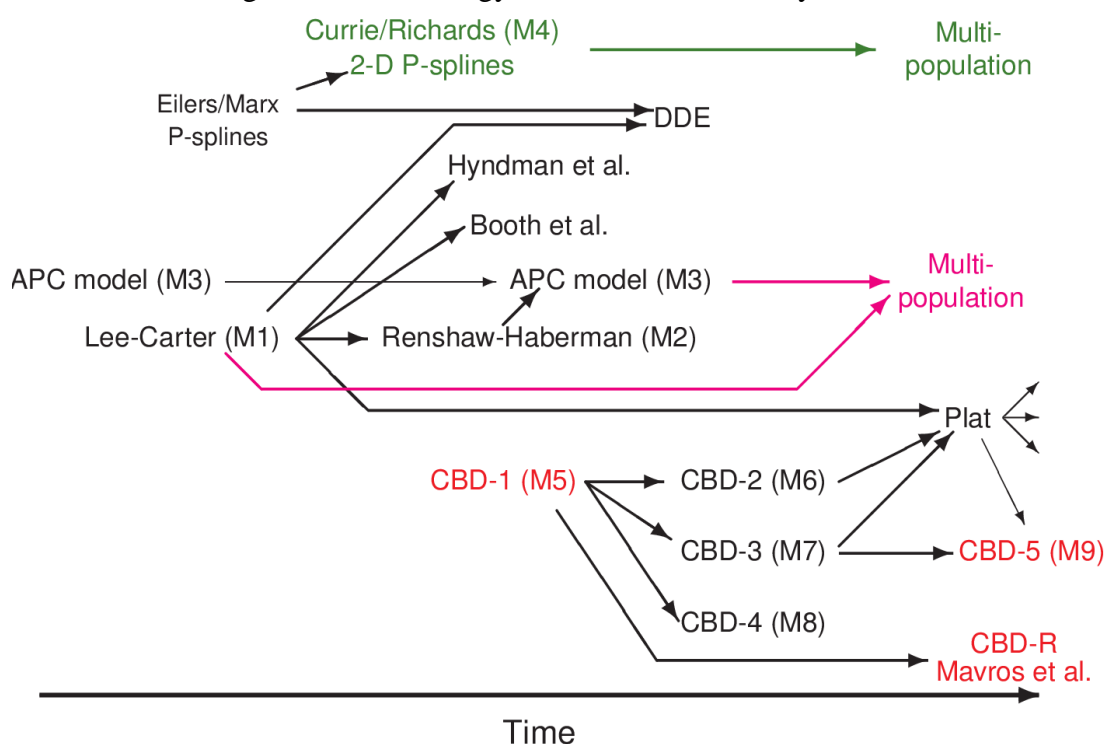 Currie/Richards (M4)
2-D P-splines
Multi-
population
Eilers/Marx
P-splines
DDE
Hyndman et al.
Booth et al.
APC model (M3)
APC model (M3)
Multi-
population
Lee-Carter (M1)
Renshaw-Haberman (M2)
Plat
CBD-1 (M5)
CBD-2 (M6)
CBD-3 (M7)
CBD-5 (M9)
CBD-4 (M8)
CBD-R
Mavros et al.
Time